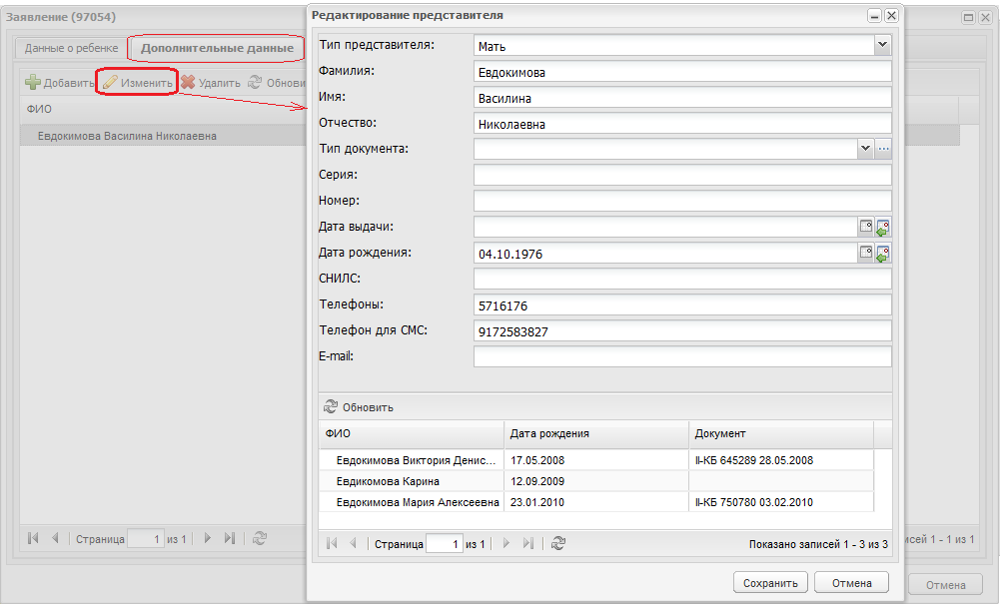 Заявление (97054)
Данные о ребенке
Дополнительные данные
Добавить
Изменить
Удалить
Обнови
ФИО
Евдокимова Василина Николаевна
Страница 1 из 1
исей 1 - 1 из 1
Отмена
Редактирование представителя
Тип представителя: Мать
Фамилия: Евдокимова
Имя: Василина
Отчество: Николаевна
Тип документа:
Серия:
Номер:
Дата выдачи:
Дата рождения: 04.10.1976
СНИЛС:
Телефоны: 5716176
Телефон для СМС: 9172583827
E-mail:
Обновить
ФИО Дата рождения Документ
Евдокимова Виктория Денис... 17.05.2008 II-КБ 645289 28.05.2008
Евдикомова Карина 12.09.2009
Евдокимова Мария Алексеевна 23.01.2010 II-КБ 750780 03.02.2010
Страница 1 из 1 Показано записей 1 - 3 из 3
Сохранить Отмена